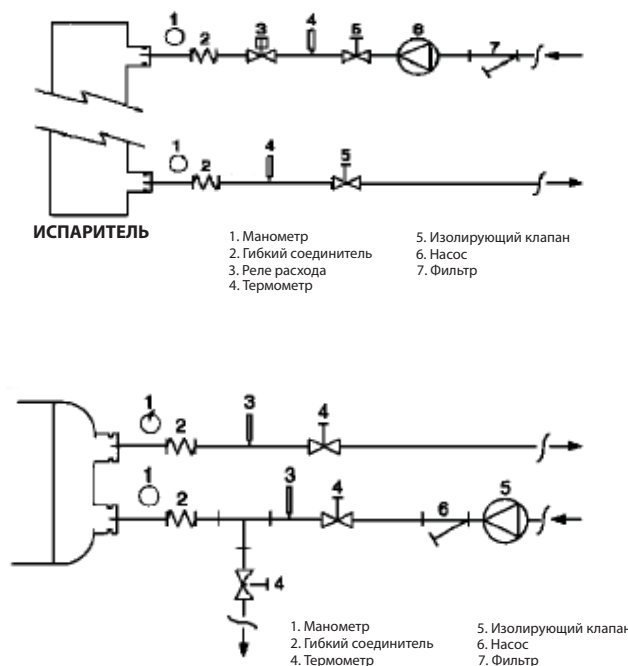 1 2 3 4 5 6 7
1 2 4 5
ИСПАРИТЕЛЬ
1. Манометр
2. Гибкий соединитель
3. Реле расхода
4. Термометр
5. Изолирующий клапан
6. Насос
7. Фильтр
1 2 3 4
1 2 3 4 6 5
4
1. Манометр
2. Гибкий соединитель
4. Термометр
5. Изолирующий клапан
6. Насос
7. Фильтр